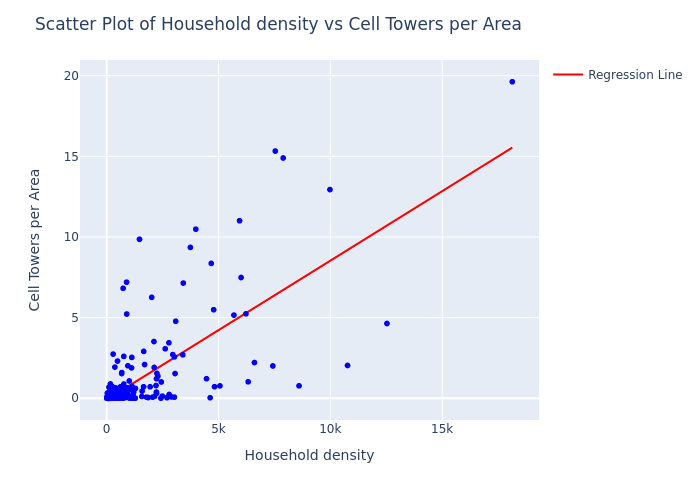 Scatter Plot of Household density vs Cell Towers per Area
Regression Line
20
15
10
5
0
Cell Towers per Area
0
5k
10k
15k
Household density